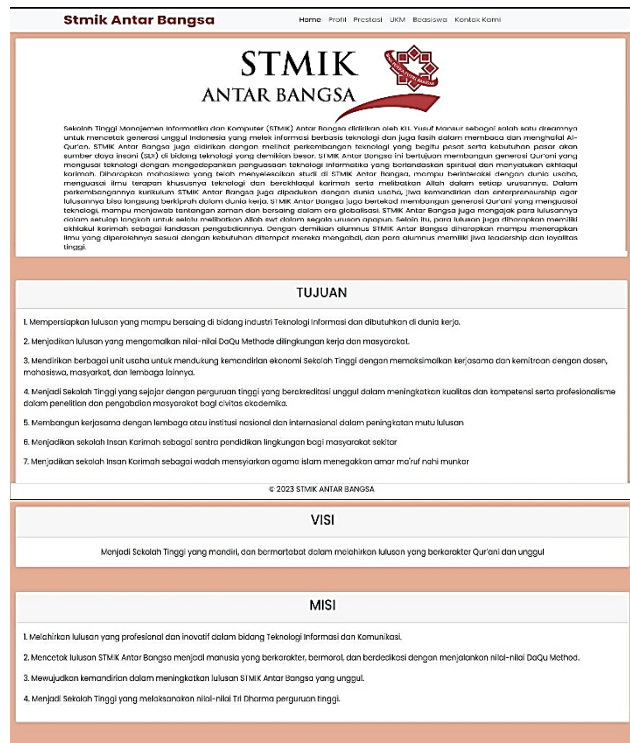 Stmik Antar Bangsa
Home Profil Prestasi UKM Beasiswa Kontak Kami
STMIK
ANTAR BANGSA
Sekolah Tinggi Manajemen Informatika dan Komputer (STMIK) Antar Bangsa didirikan oleh KH. Yusuf Mansur sebagai salah satu dreamnya
untuk mencetak generasi unggul Indonesia yang melek informasi berbasis teknologi dan juga fasih dalam membaca dan menghafal Al-
Qur'an. STMIK Antar Bangsa juga didirikan dengan melihat perkembangan teknologi yang begitu pesat serta kebutuhan pasar akan
sumber daya insani (SDI) di bidang teknologi yang demikian besar. STMIK Antar Bangsa ini bertujuan membangun generasi Qur'ani yang
menguasai teknologi dengan mengedepankan penguasaan teknologi informatika yang berlandaskan spiritual dan menyatukan akhlaqul
karimah. Diharapkan mahasiswa yang telah menyelesaikan studi di STMIK Antar Bangsa, mampu berinteraksi dengan dunia usaha,
menguasai ilmu terapan khususnya teknologi dan berakhlaqul karimah serta melibatkan Allah dalam setiap urusannya. Dalam
perkembangannya kurikulum STMIK Antar Bangsa juga dipadukan dengan dunia usaha, jiwa kemandirian dan enterpreneurship agar
lulusannya bisa langsung berkiprah dalam dunia kerja. STMIK Antar Bangsa juga bertekad membangun generasi Qur'ani yang menguasai
teknologi, mampu menjawab tantangan zaman dan bersaing dalam era globalisasi. STMIK Antar Bangsa juga mengajak para lulusannya
dalam setiap langkah untuk selalu melibatkan Allah swt dalam segala urusan apapun. Selain itu, para lulusan juga diharapkan memiliki
akhlakul karimah sebagai landasan pengabdiannya. Dengan demikian alumnus STMIK Antar Bangsa diharapkan mampu menerapkan
ilmu yang diperolehnya sesuai dengan kebutuhan ditempat mereka mengabdi, dan para alumnus memiliki jiwa leadership dan loyalitas
tinggi.
TUJUAN
1. Mempersiapkan lulusan yang mampu bersaing di bidang industri Teknologi Informasi dan dibutuhkan di dunia kerja.
2. Menjadikan lulusan yang mengamalkan nilai-nilai DaQu Methode dilingkungan kerja dan masyarakat.
3. Mendirikan berbagai unit usaha untuk mendukung kemandirian ekonomi Sekolah Tinggi dengan memaksimalkan kerjasama dan kemitraan dengan dosen,
mahasiswa, masyarkat, dan lembaga lainnya.
4. Menjadi Sekolah Tinggi yang sejajar dengan perguruan tinggi yang berakreditasi unggul dalam meningkatkan kualitas dan kompetensi serta profesionalisme
dalam penelitian dan pengabdian masyarakat bagi civitas akademika.
5. Membangun kerjasama dengan lembaga atau institusi nasional dan internasional dalam peningkatan mutu lulusan
6. Menjadikan sekolah Insan Karimah sebagai sentra pendidikan lingkungan bagi masyarakat sekitar
7. Menjadikan sekolah Insan Karimah sebagai wadah mensyiarkan agama islam menegakkan amar ma'ruf nahi munkar
© 2023 STMIK ANTAR BANGSA
VISI
Menjadi Sekolah Tinggi yang mandiri, dan bermartabat dalam melahirkan lulusan yang berkarakter Qur'ani dan unggul
MISI
1. Melahirkan lulusan yang profesional dan inovatif dalam bidang Teknologi Informasi dan Komunikasi.
2. Mencetak lulusan STMIK Antar Bangsa menjadi manusia yang berkarakter, bermoral, dan berdedikasi dengan menjalankan nilai-nilai DaQu Method.
3. Mewujudkan kemandirian dalam meningkatkan lulusan STMIK Antar Bangsa yang unggul.
4. Menjadi Sekolah Tinggi yang melaksanakan nilai-nilai Tri Dharma perguruan tinggi.